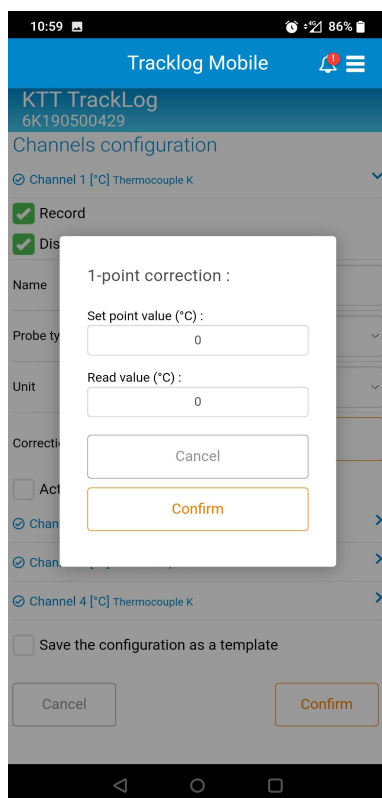 10:59
4G
86%
Tracklog Mobile
KTT TrackLog
6K190500429
Channels configuration
Channel 1 [°C] Thermocouple K
Record
Dis
Name
Probe ty
Unit
Correcti
Act
1-point correction :
Set point value (°C) :
0
Read value (°C) :
0
Cancel
Confirm
Chan
Chan
Channel 4 [°C] Thermocouple K
Save the configuration as a template
Cancel
Confirm